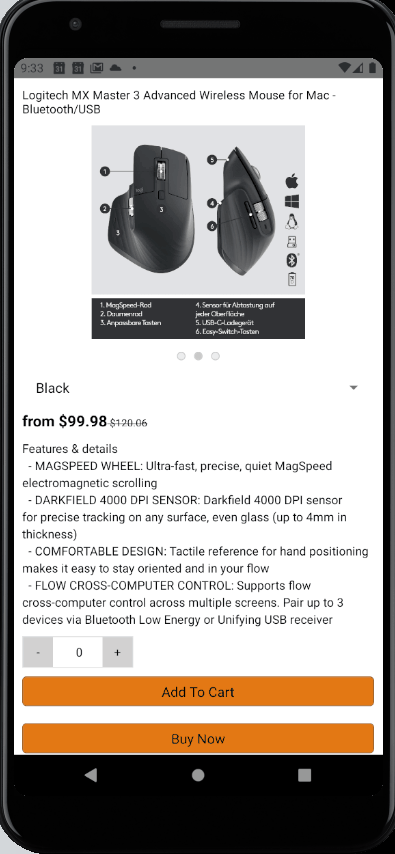 9:33
31
31
Logitech MX Master 3 Advanced Wireless Mouse for Mac -
Bluetooth/USB
1
2
3
3
5
4
6
1. MagSpeed-Rad
2. Daumenrad
3. Anpassbare Tasten
4. Sensor für Abtastung auf
jeder Oberfläche
5. USB-C-Ladegerät
6. Easy-Switch-Tasten
Black
from $99.98 $120.06
Features & details
- MAGSPEED WHEEL: Ultra-fast, precise, quiet MagSpeed
electromagnetic scrolling
- DARKFIELD 4000 DPI SENSOR: Darkfield 4000 DPI sensor
for precise tracking on any surface, even glass (up to 4mm in
thickness)
- COMFORTABLE DESIGN: Tactile reference for hand positioning
makes it easy to stay oriented and in your flow
- FLOW CROSS-COMPUTER CONTROL: Supports flow
cross-computer control across multiple screens. Pair up to 3
devices via Bluetooth Low Energy or Unifying USB receiver
- 0 +
Add To Cart
Buy Now